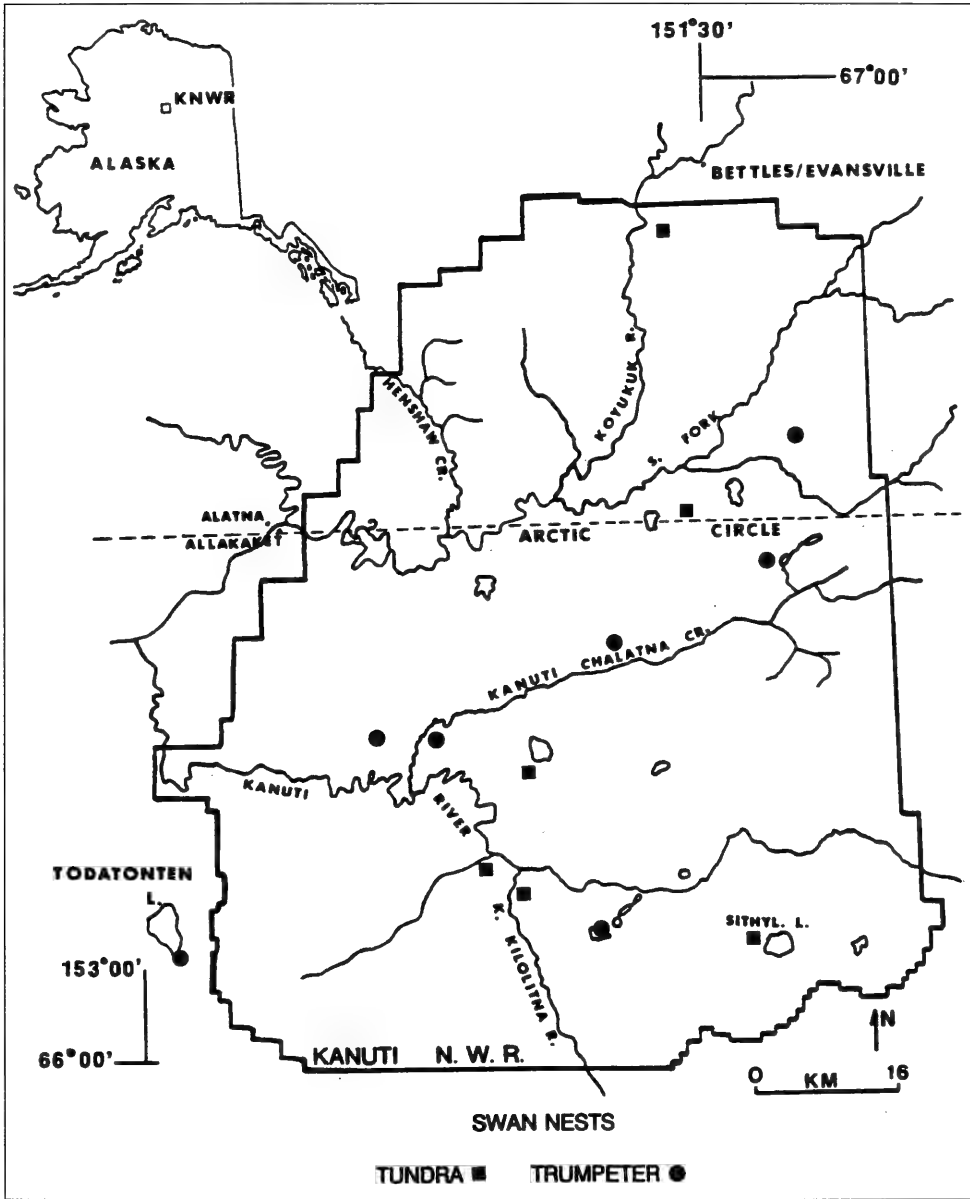 151°30'
67°00'
KNWR
ALASKA
BETTLES/EVANSVILLE
HENSHAW CR.
KOYUKUK R.
S. FORK
ALATNA
ALLAKAKET
ARCTIC CIRCLE
KANUTI CHALATNA CR.
KANUTI RIVER
TODATONTEN
L.
SITHYL. L.
K. KILOLITNA R.
153°00'
66°00'
N
KANUTI N. W. R.
0 KM 16
SWAN NESTS
TUNDRA ■ TRUMPETER ●